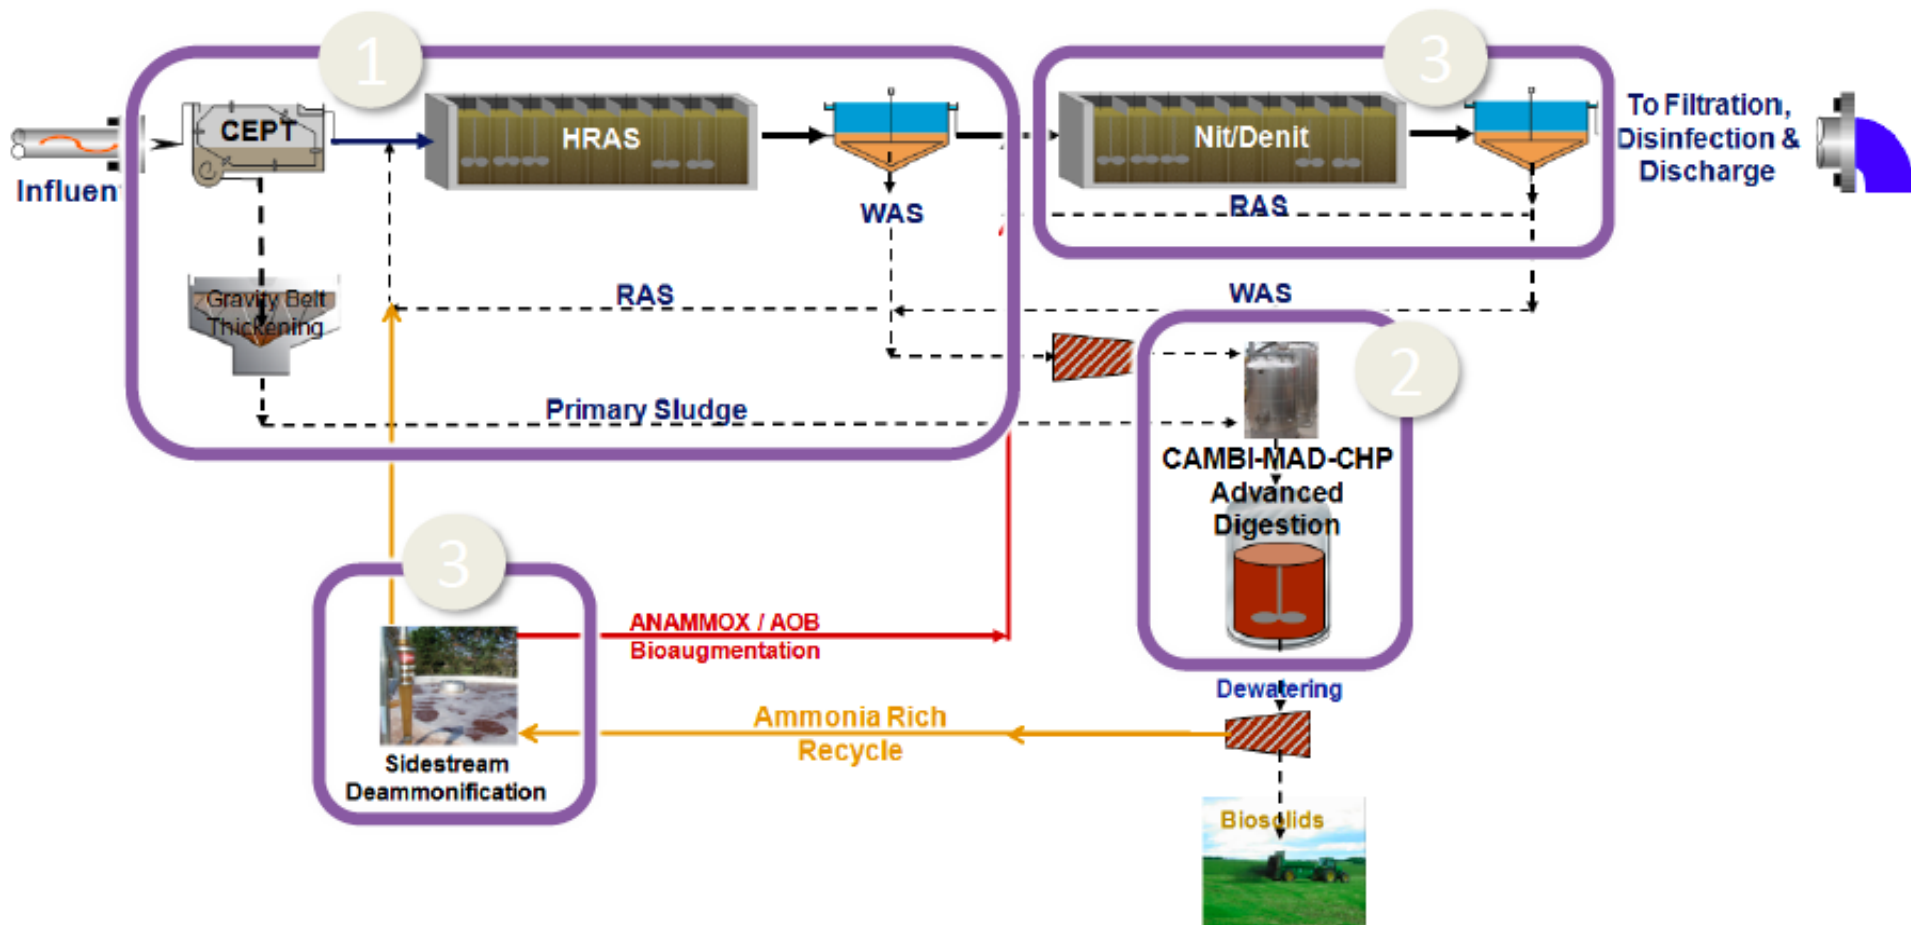 1
3
CEPT
HRAS
Nit/Denit
To Filtration,
Disinfection &
Discharge
Influent
WAS
RAS
Gravity Belt
Thickening
RAS
WAS
2
Primary Sludge
CAMBI-MAD-CHP
Advanced
Digestion
3
ANAMMOX / AOB
Bioaugmentation
Dewatering
Ammonia Rich
Recycle
Sidestream
Deammonification
Biosolids